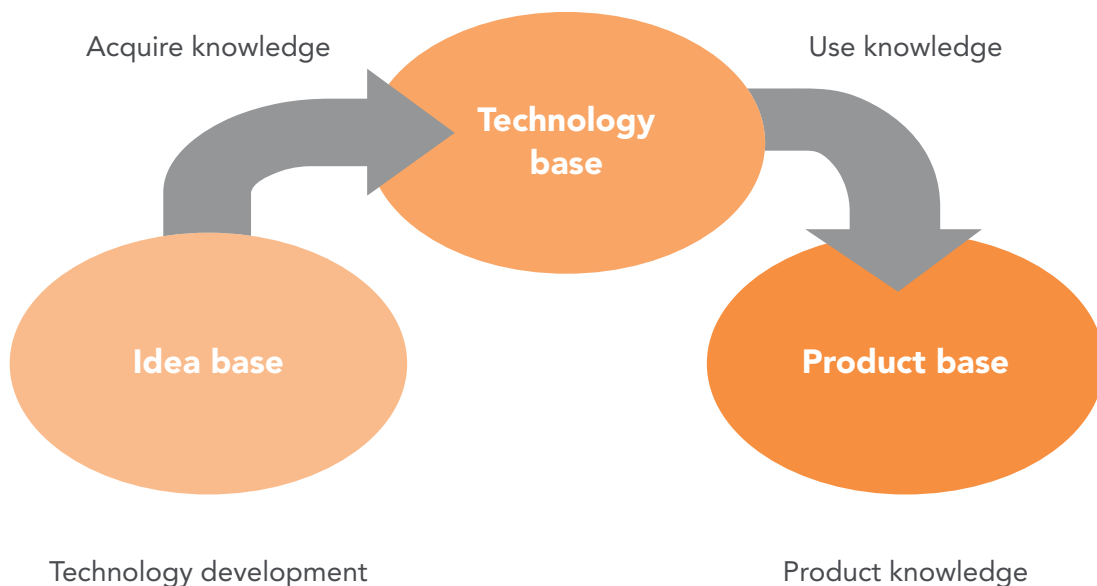 Acquire knowledge
Use knowledge
Technology
base
Idea base
Product base
Technology development
Product knowledge